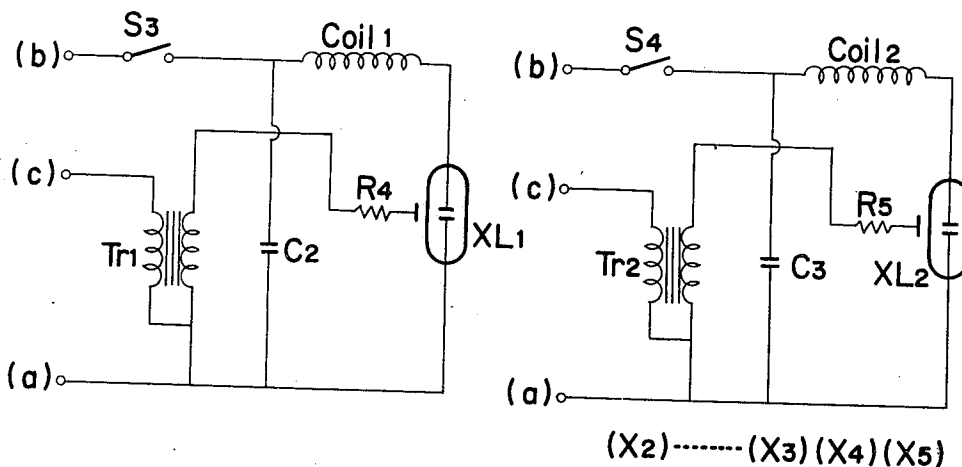 S3
(b)
Coil 1
(c)
R4
Tr1
C2
XL1
(a)
S4
(b)
Coil 2
(c)
R5
Tr2
C3
XL2
(a)
(X2)--------(X3)(X4)(X5)